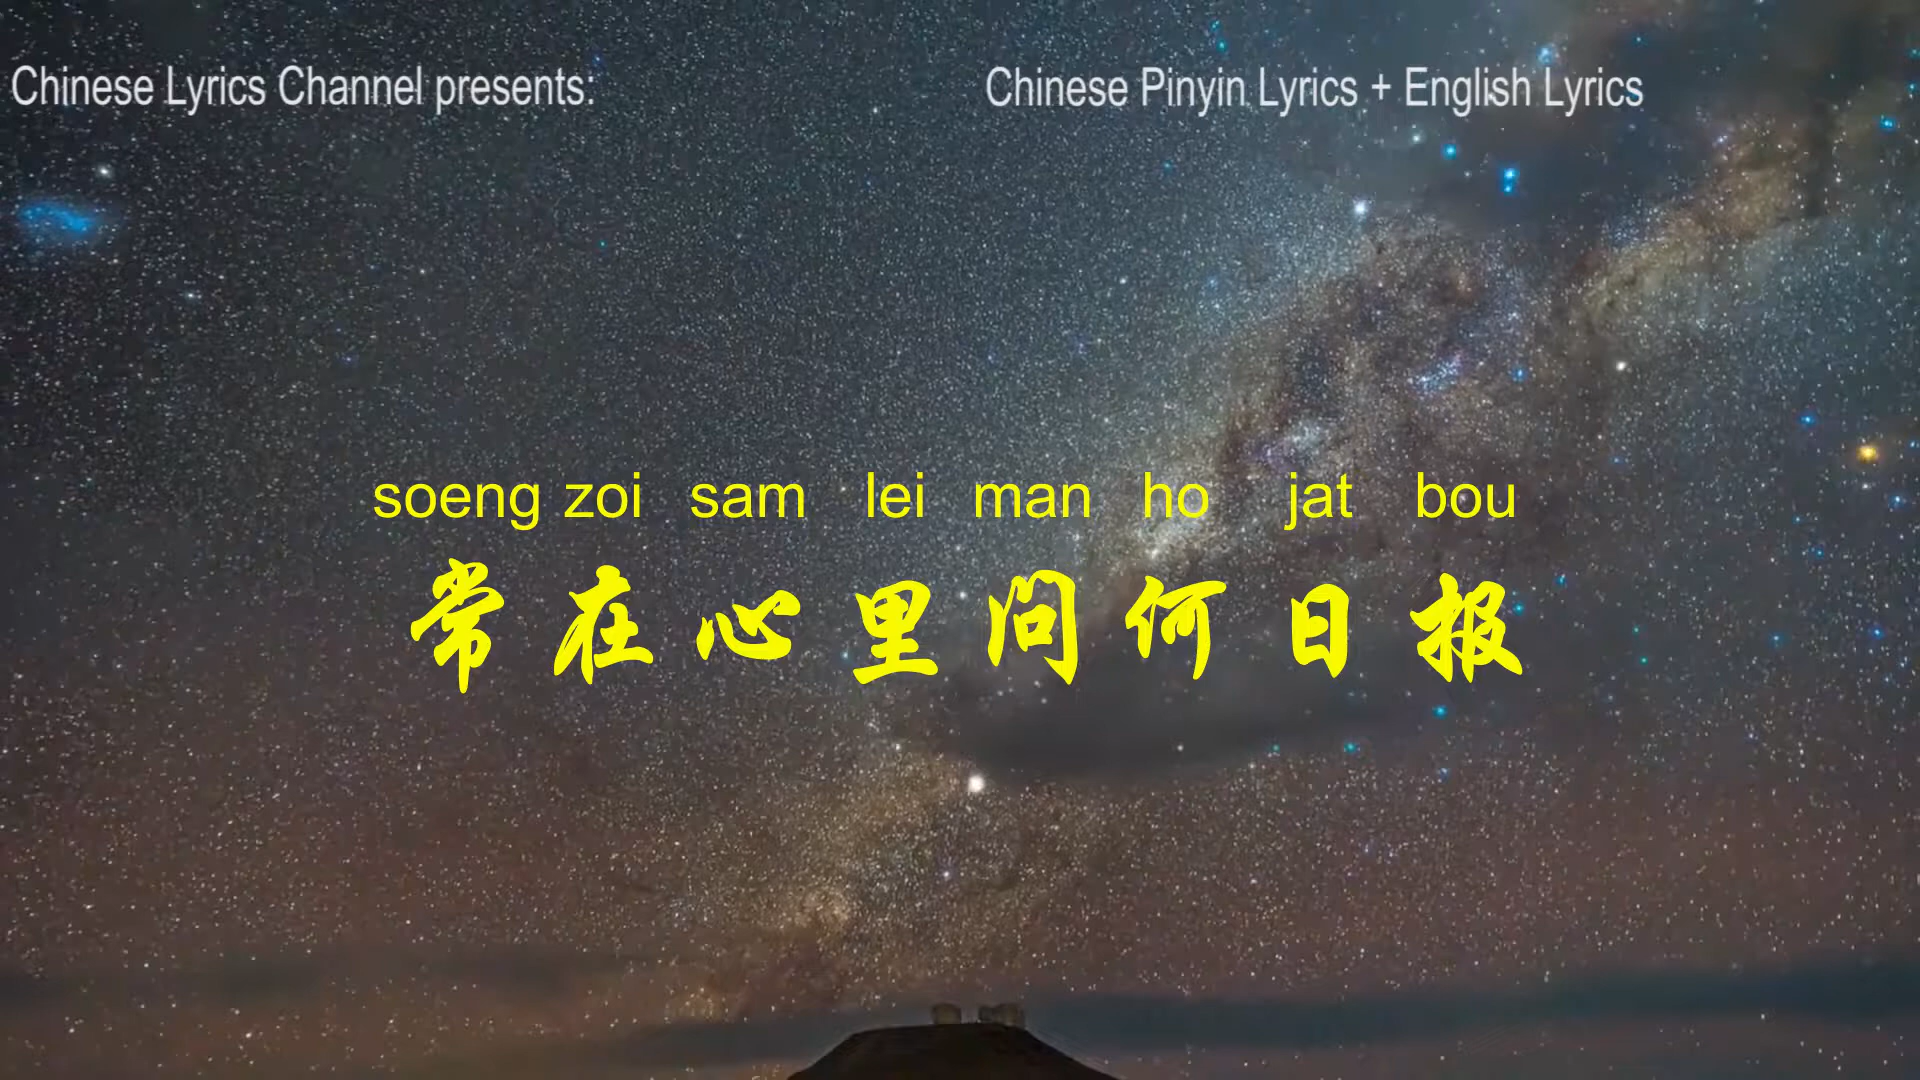 Chinese Lyrics Channel presents:
Chinese Pinyin Lyrics + English Lyrics
soeng zoi sam lei man ho jat bou
常在心里问何日报